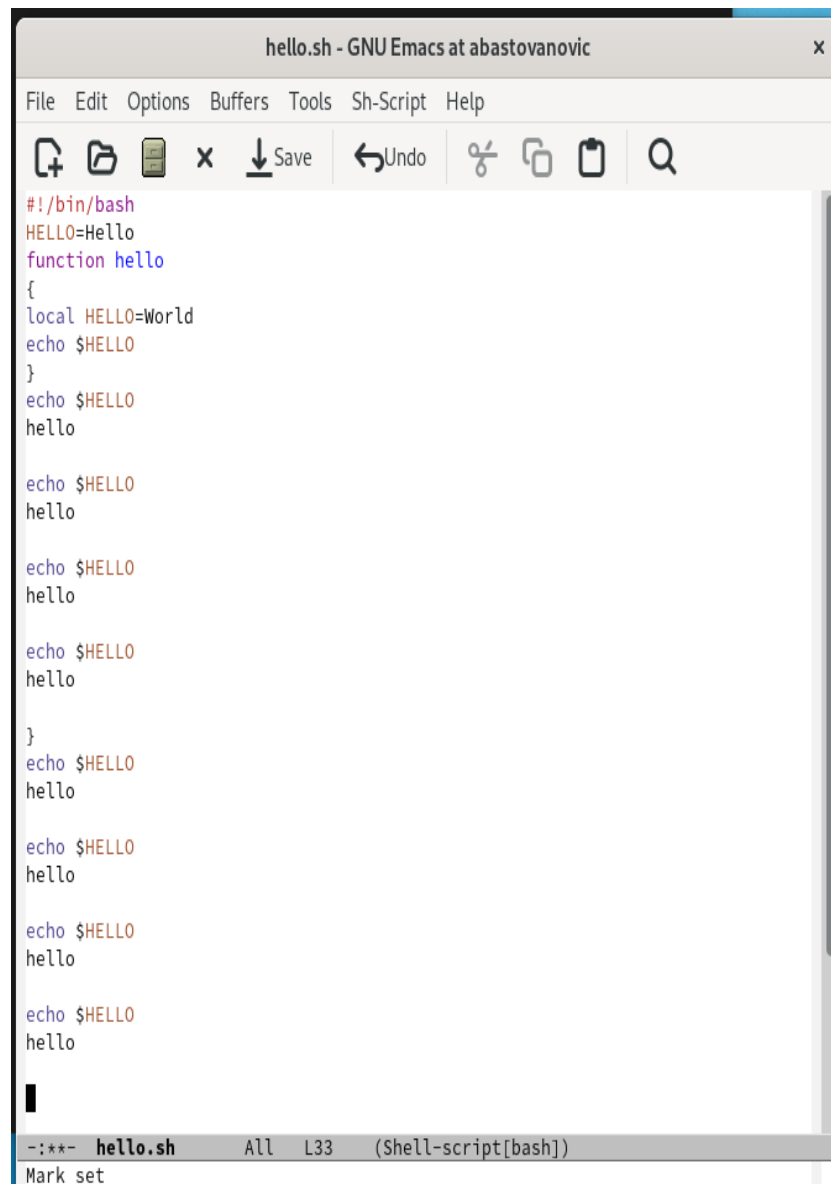 hello.sh - GNU Emacs at abastovanovic ×
File Edit Options Buffers Tools Sh-Script Help
Save Undo
#!/bin/bash
HELLO=Hello
function hello
{
local HELLO=World
echo $HELLO
}
echo $HELLO
hello
echo $HELLO
hello
echo $HELLO
hello
echo $HELLO
hello
}
echo $HELLO
hello
echo $HELLO
hello
echo $HELLO
hello
echo $HELLO
hello
-:**- hello.sh All L33 (Shell-script[bash])
Mark set